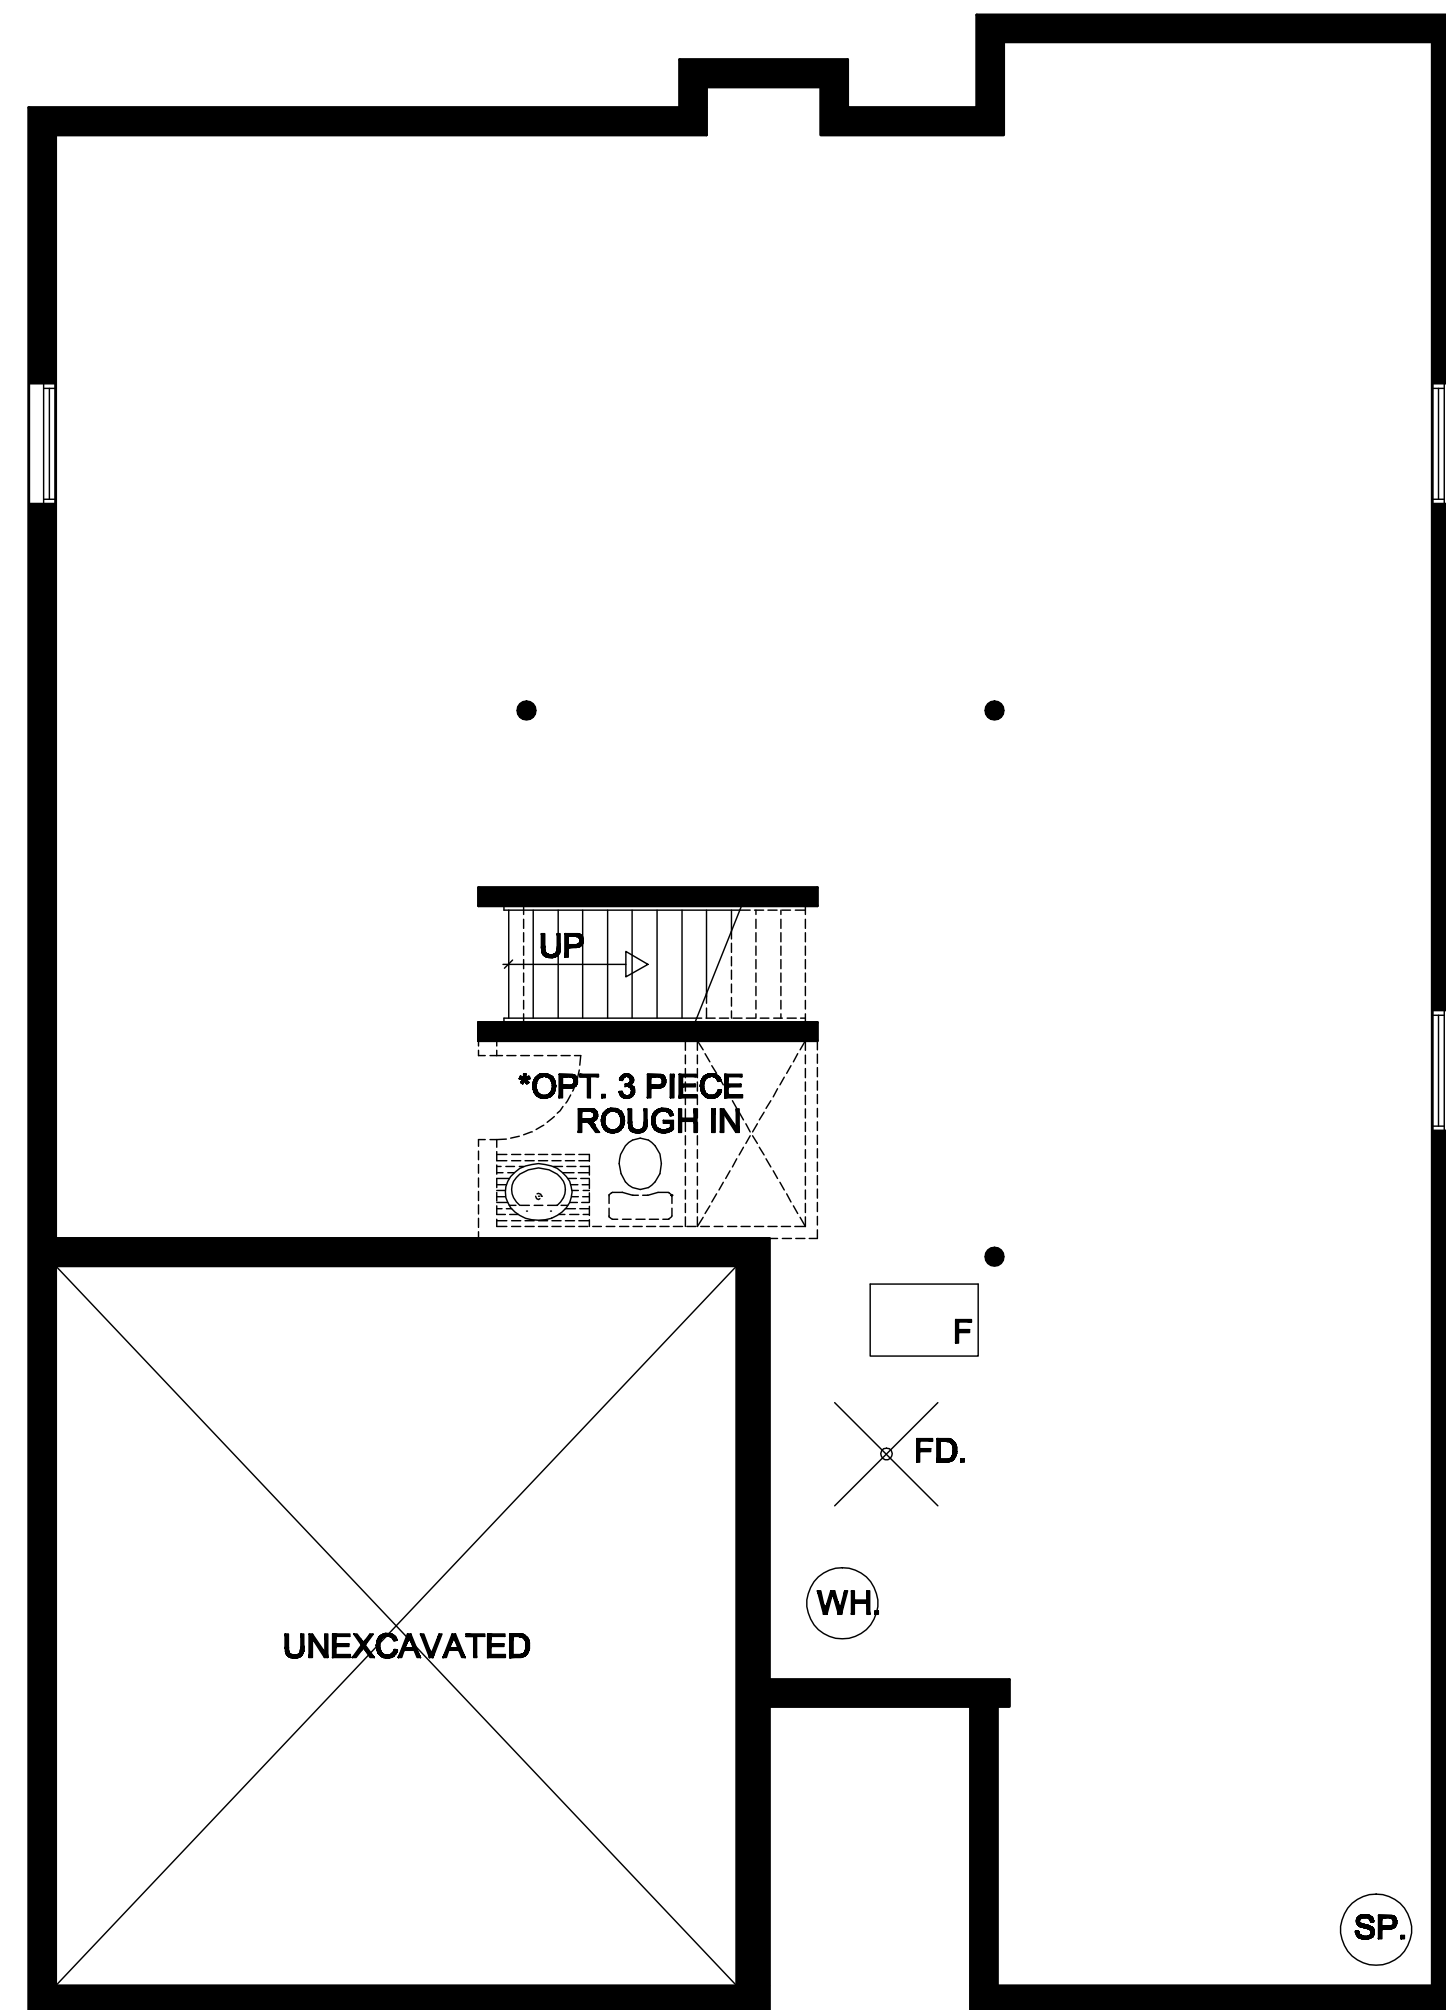 UP
*OPT. 3 PIECE
ROUGH IN
F
FD.
WH.
UNEXCAVATED
SP.